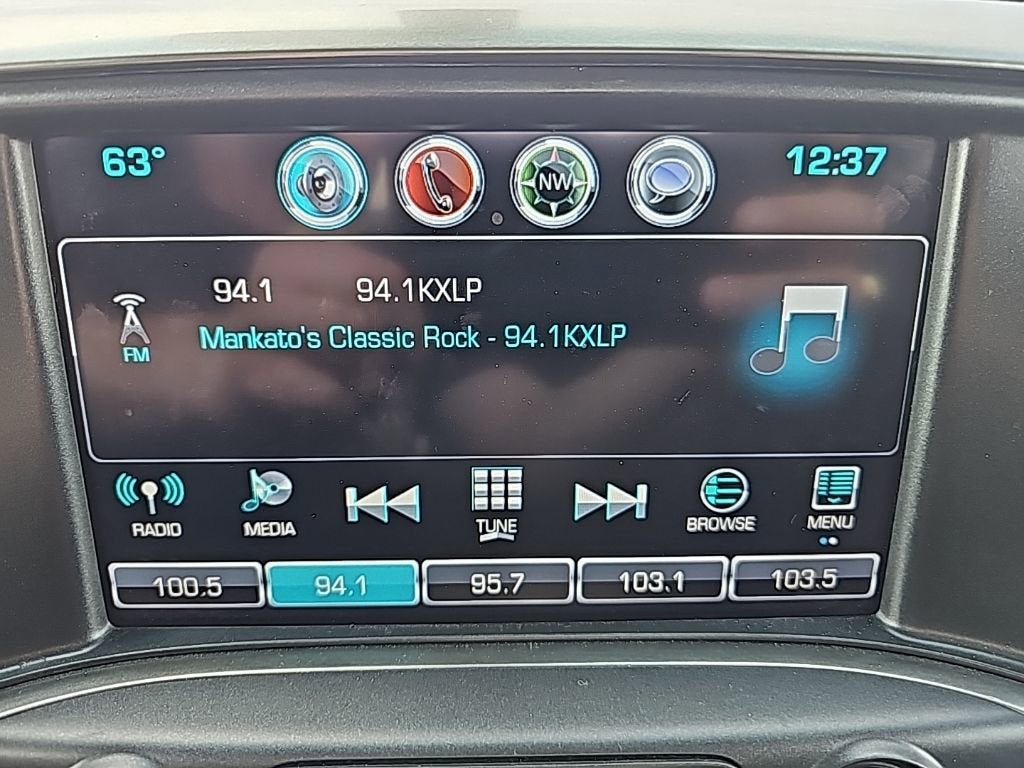 63° NW 12:37
94.1 94.1KXLP
FM Mankato's Classic Rock - 94.1KXLP
RADIO MEDIA TUNE BROWSE MENU
100.5 94.1 95.7 103.1 103.5